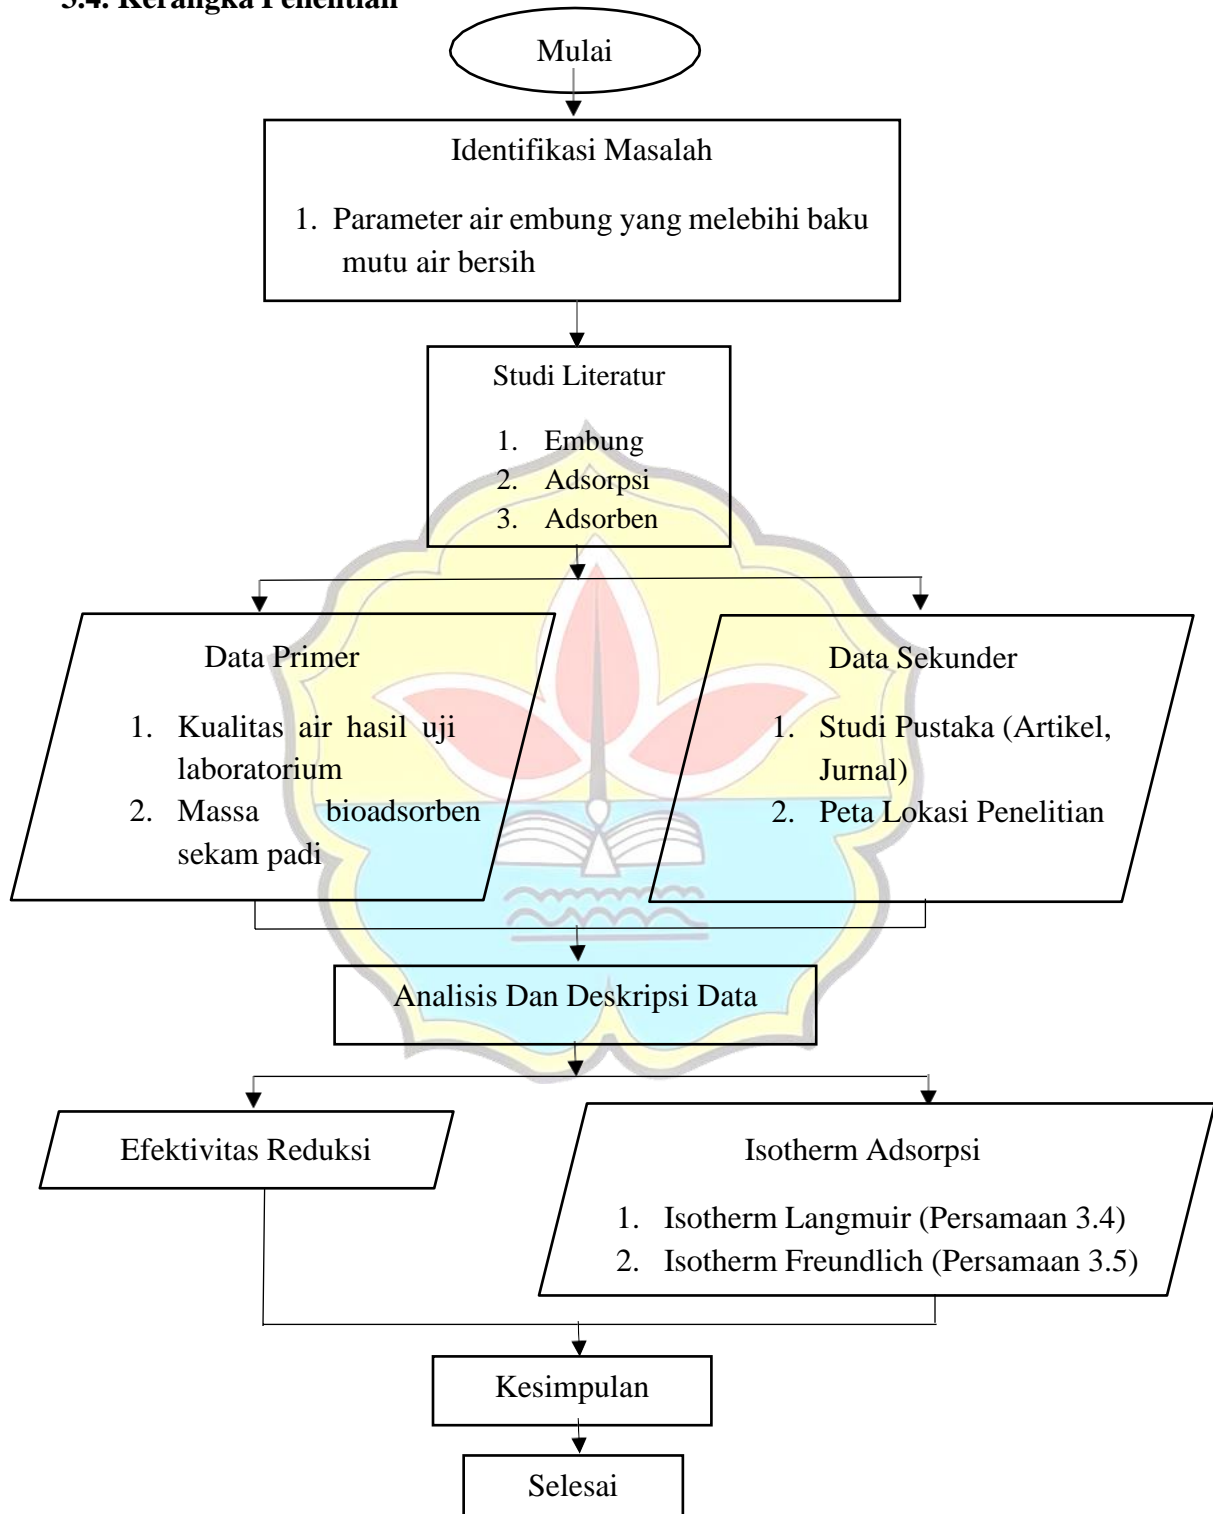 3.4. Kerangka Penelitian
Mulai
Identifikasi Masalah
1. Parameter air embung yang melebihi baku
mutu air bersih
Studi Literatur
1. Embung
2. Adsorpsi
3. Adsorben
Data Primer
1. Kualitas air hasil uji
laboratorium
2. Massa bioadsorben
sekam padi
Data Sekunder
1. Studi Pustaka (Artikel,
Jurnal)
2. Peta Lokasi Penelitian
Analisis Dan Deskripsi Data
Efektivitas Reduksi
Isotherm Adsorpsi
1. Isotherm Langmuir (Persamaan 3.4)
2. Isotherm Freundlich (Persamaan 3.5)
Kesimpulan
Selesai